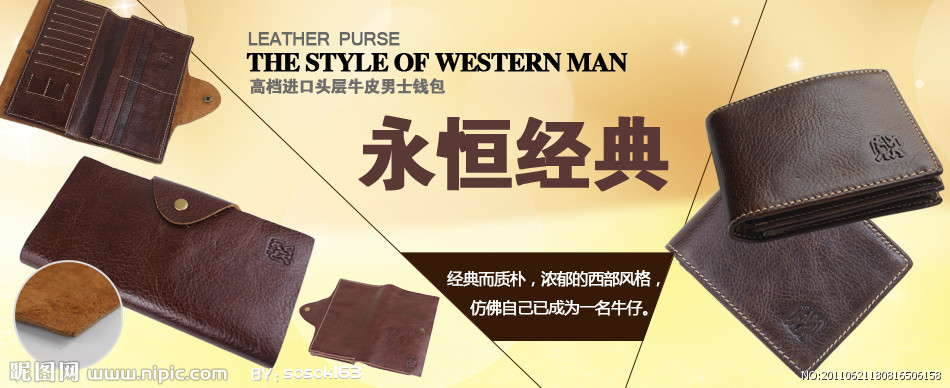 LEATHER PURSE
THE STYLE OF WESTERN MAN
高档进口头层牛皮男士钱包
永恒经典
经典而质朴，浓郁的西部风格，
仿佛自己已成为一名牛仔。
昵图网 www.nipic.com
BY: sosok163
NO:20110621180816506158